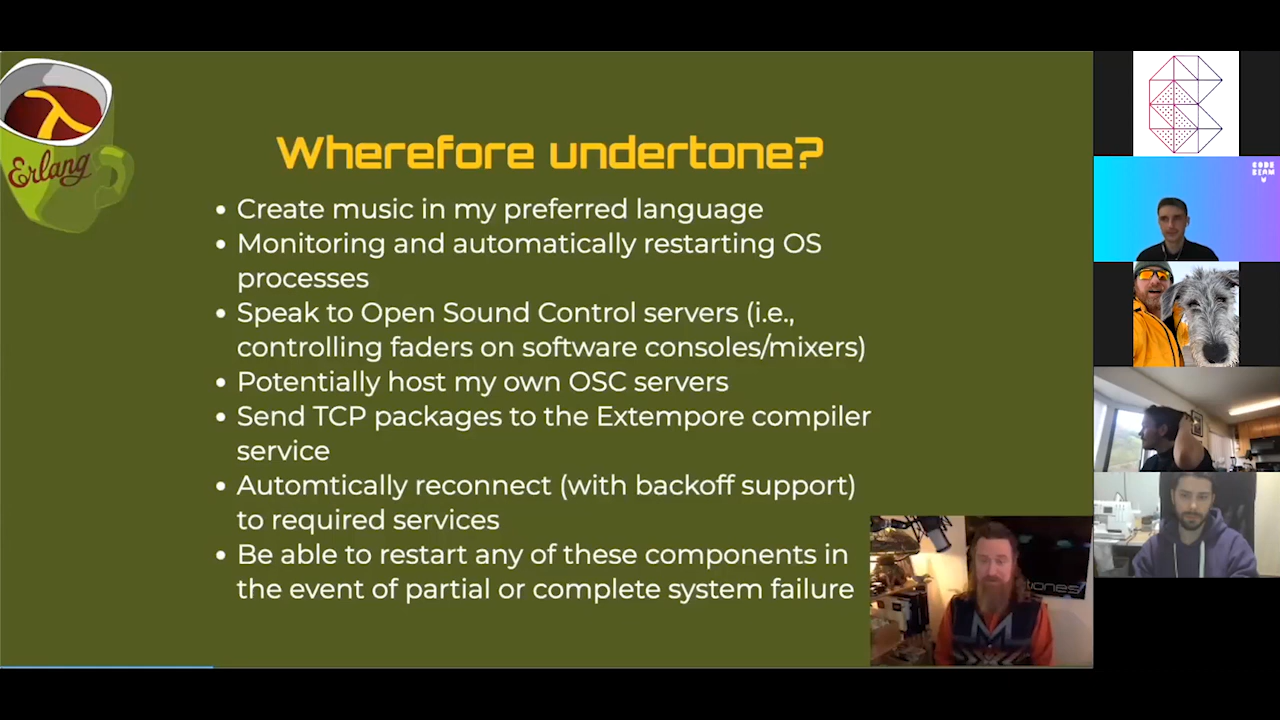 Erlang
Wherefore undertone?
• Create music in my preferred language
• Monitoring and automatically restarting OS
processes
• Speak to Open Sound Control servers (i.e.,
controlling faders on software consoles/mixers)
• Potentially host my own OSC servers
• Send TCP packages to the Extempore compiler
service
• Automtically reconnect (with backoff support)
to required services
• Be able to restart any of these components in
the event of partial or complete system failure
CODE
BEAM
V